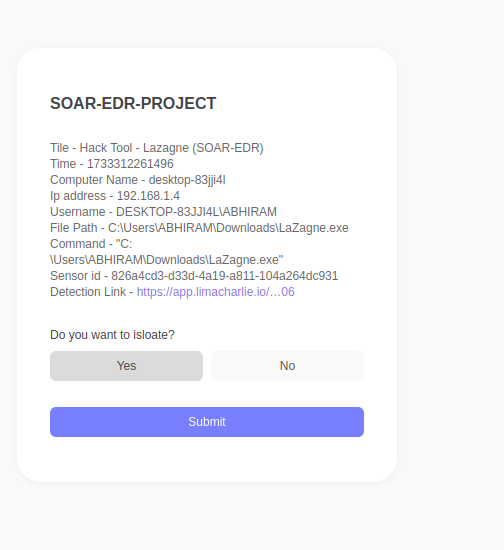 SOAR-EDR-PROJECT
Tile - Hack Tool - Lazagne (SOAR-EDR)
Time - 1733312261496
Computer Name - desktop-83jji4l
Ip address - 192.168.1.4
Username - DESKTOP-83JJI4L\ABHIRAM
File Path - C:\Users\ABHIRAM\Downloads\LaZagne.exe
Command - "C:
\Users\ABHIRAM\Downloads\LaZagne.exe"
Sensor id - 826a4cd3-d33d-4a19-a811-104a264dc931
Detection Link - https://app.limacharlie.io/…06
Do you want to isloate?
Yes
No
Submit